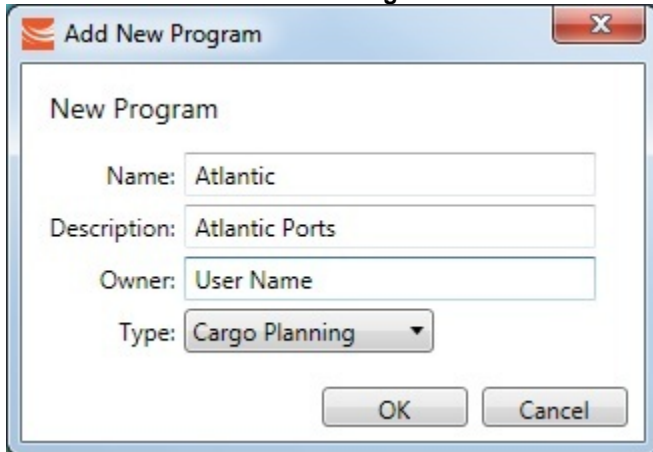 Add New Program
New Program
Name: Atlantic
Description: Atlantic Ports
Owner: User Name
Type: Cargo Planning
OK Cancel